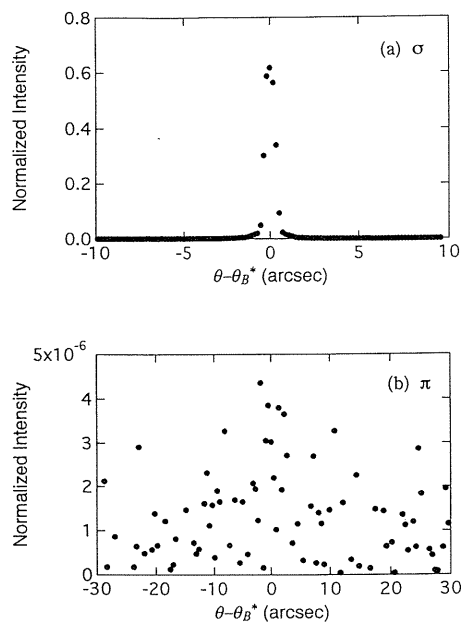 0.8
(a) σ
0.6
0.4
0.2
0.0
Normalized Intensity
-10 -5 0 5 10
θ–θB* (arcsec)
5x10-6
(b) π
4
3
2
1
0
Normalized Intensity
-30 -20 -10 0 10 20 30
θ–θB* (arcsec)